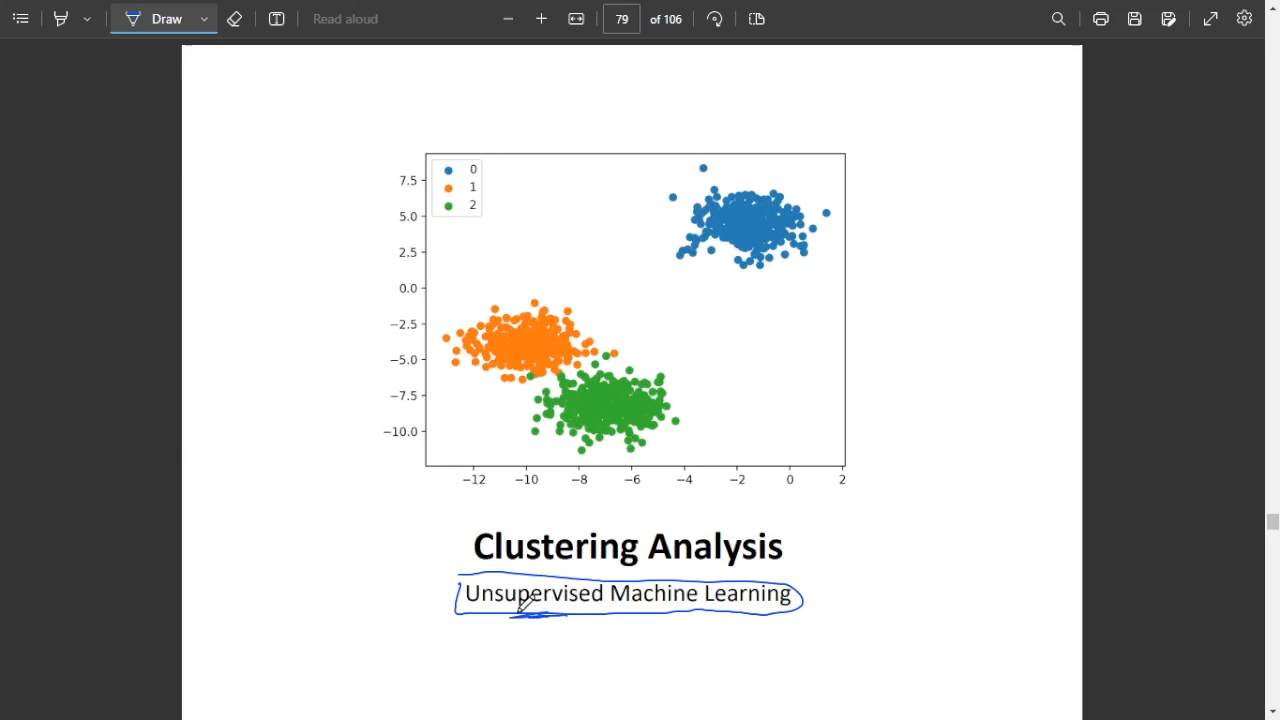 Draw Read aloud 79 of 106
0
1
2
7.5
5.0
2.5
0.0
−2.5
−5.0
−7.5
−10.0
−12 −10 −8 −6 −4 −2 0 2
Clustering Analysis
Unsupervised Machine Learning